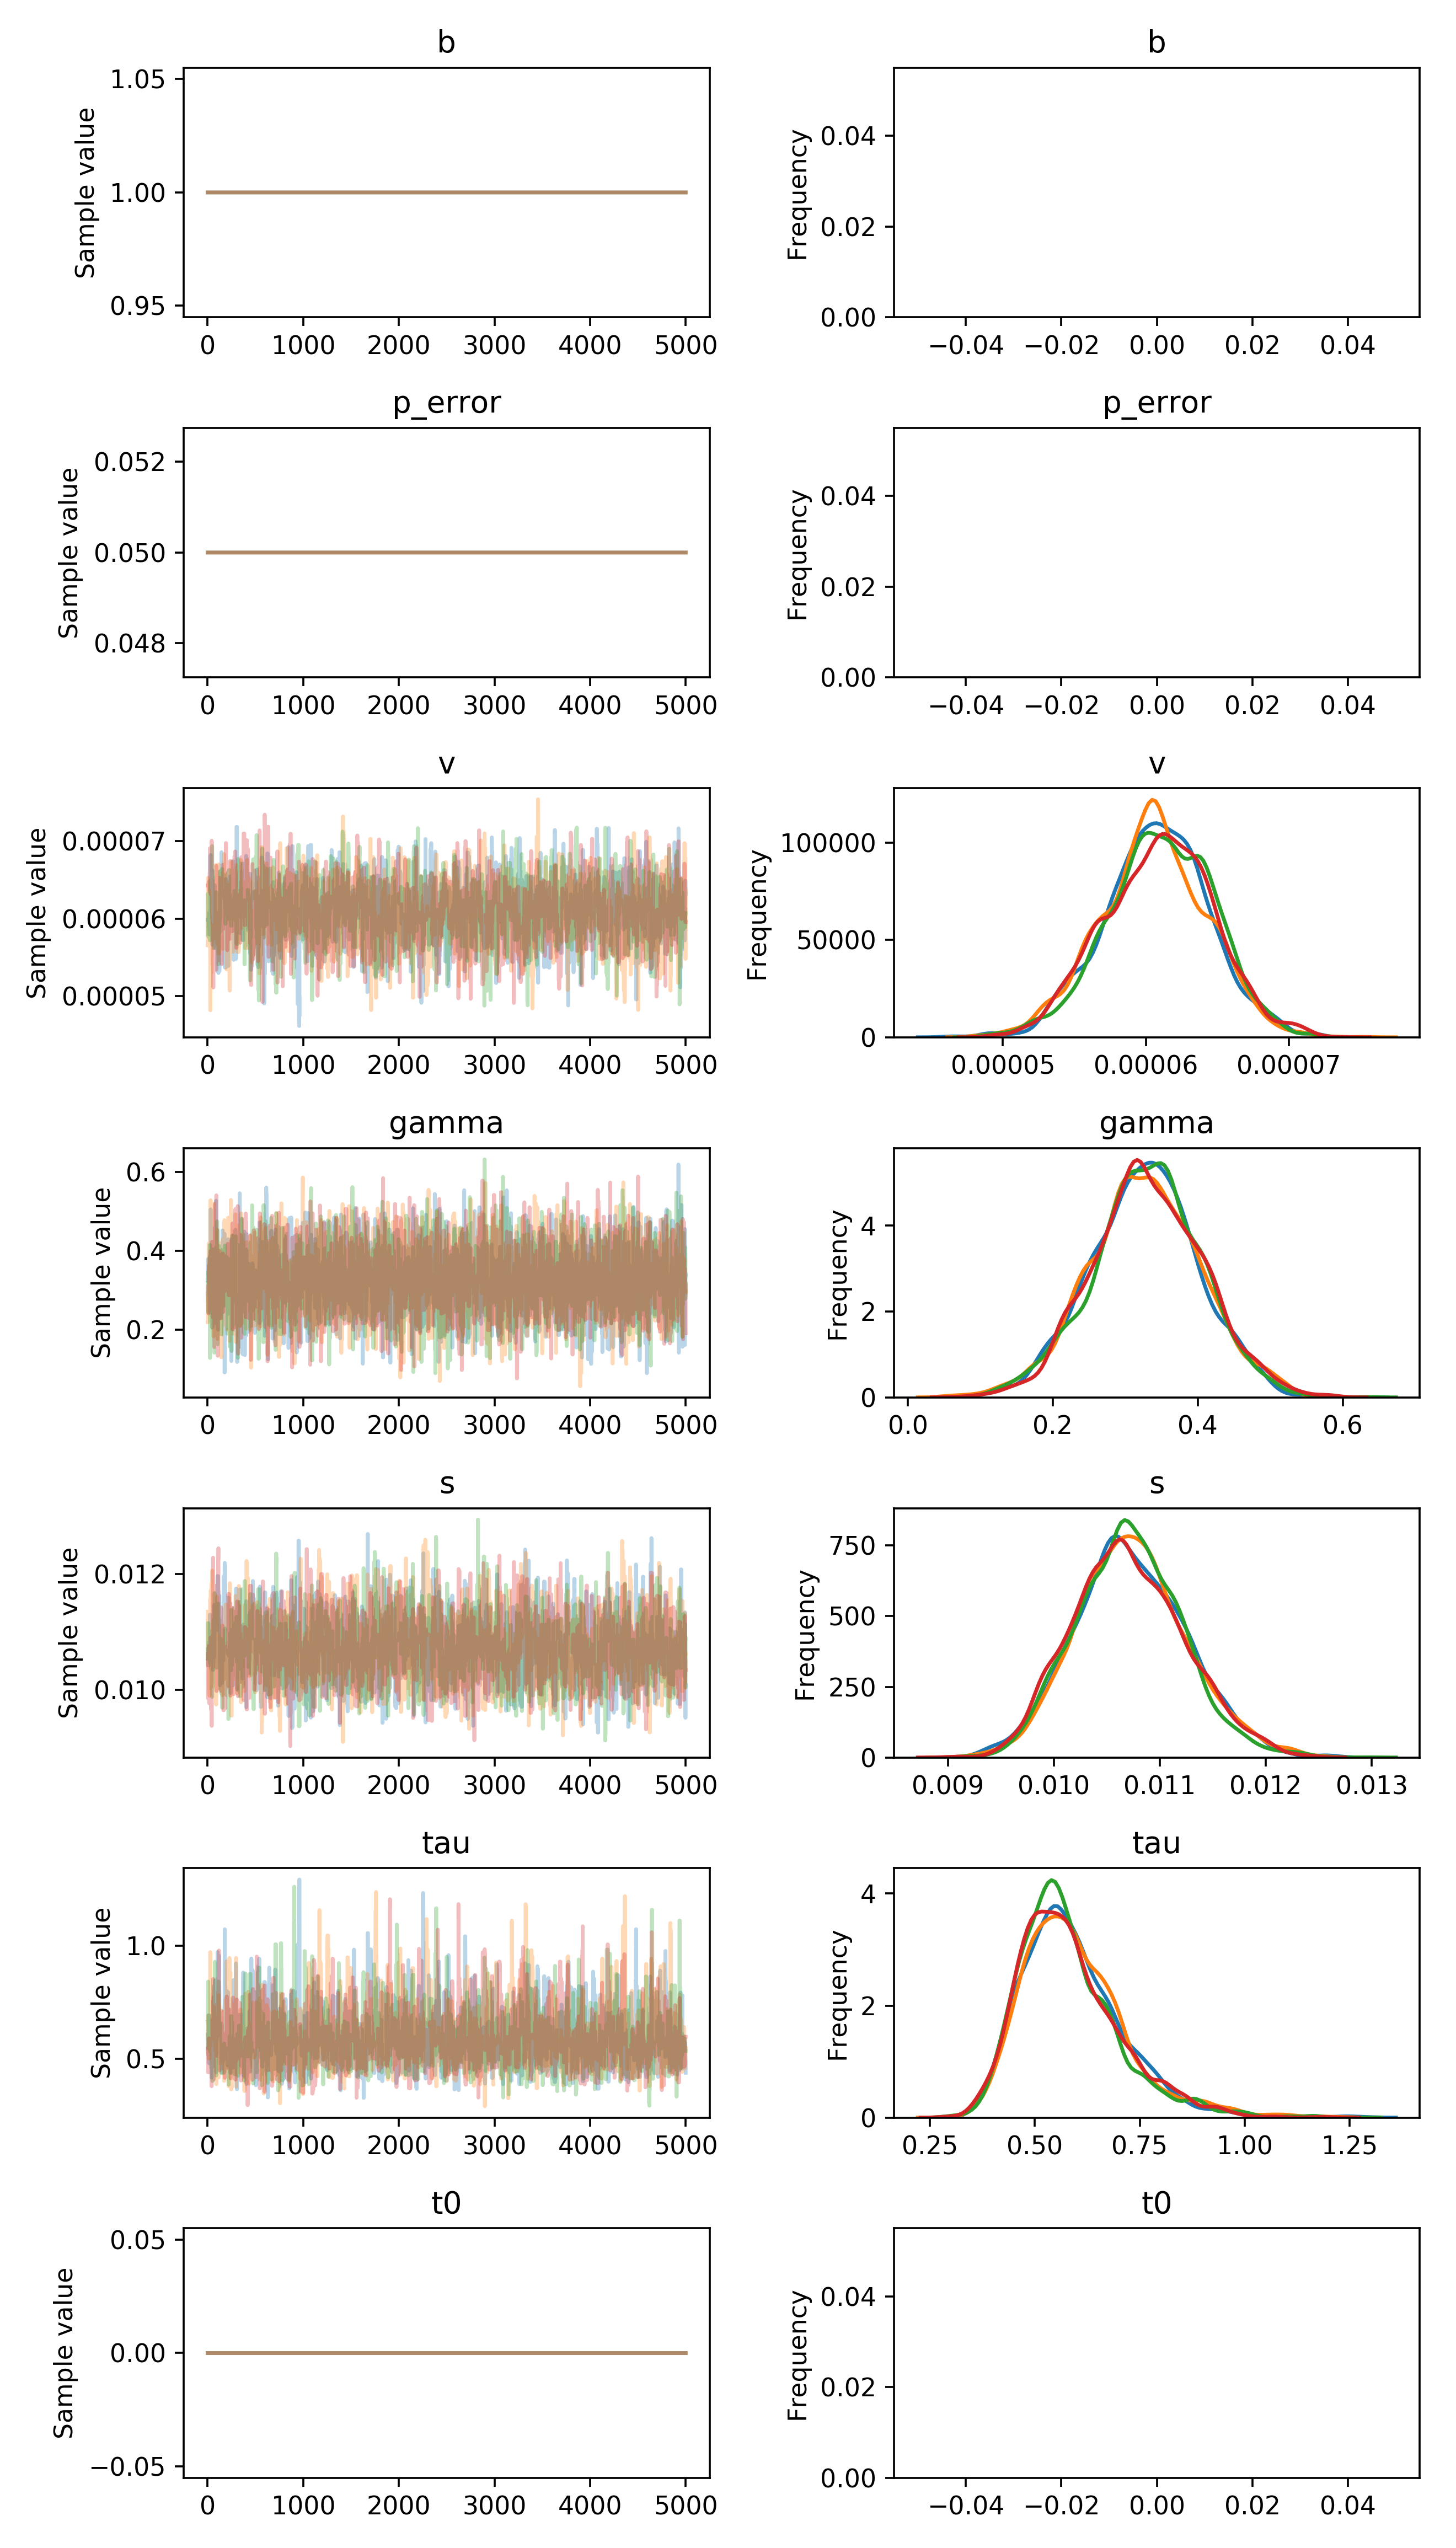 b
b
Sample value
1.05
1.00
0.95
0 1000 2000 3000 4000 5000
Frequency
0.04
0.02
0.00
−0.04 −0.02 0.00 0.02 0.04
p_error
p_error
Sample value
0.052
0.050
0.048
0 1000 2000 3000 4000 5000
Frequency
0.04
0.02
0.00
−0.04 −0.02 0.00 0.02 0.04
v
v
Sample value
0.00007
0.00006
0.00005
0 1000 2000 3000 4000 5000
Frequency
100000
50000
0
0.00005 0.00006 0.00007
gamma
gamma
Sample value
0.6
0.4
0.2
0 1000 2000 3000 4000 5000
Frequency
4
2
0
0.0 0.2 0.4 0.6
s
s
Sample value
0.012
0.010
0 1000 2000 3000 4000 5000
Frequency
750
500
250
0
0.009 0.010 0.011 0.012 0.013
tau
tau
Sample value
1.0
0.5
0 1000 2000 3000 4000 5000
Frequency
4
2
0
0.25 0.50 0.75 1.00 1.25
t0
t0
Sample value
0.05
0.00
−0.05
0 1000 2000 3000 4000 5000
Frequency
0.04
0.02
0.00
−0.04 −0.02 0.00 0.02 0.04